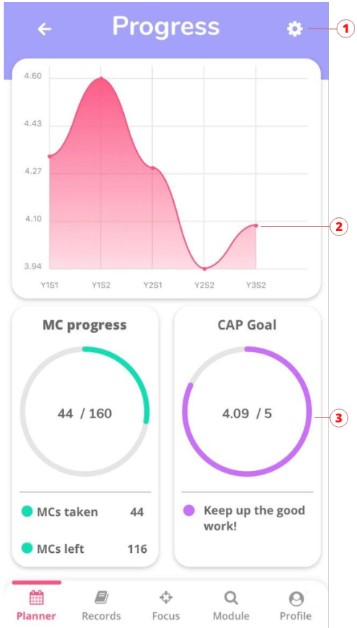 Progress
1
4.60
4.43
4.27
4.10
2
3.94
Y1S1 Y1S2 Y2S1 Y2S2 Y3S2
MC progress
44 / 160
MCs taken 44
MCs left 116
CAP Goal
4.09 / 5
3
Keep up the good
work!
Planner Records Focus Module Profile